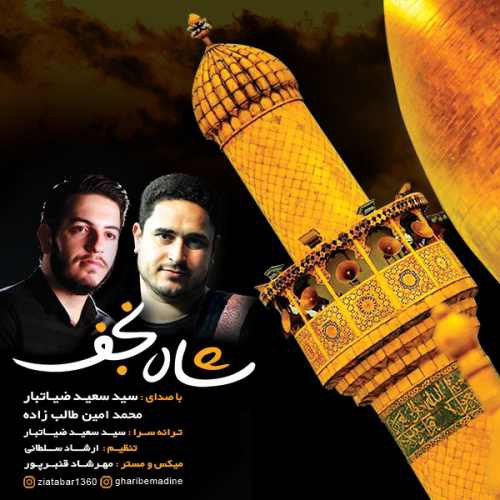 شاه نجف
با صدای : سید سعید ضیاتبار
محمد امین طالب زاده
ترانه سرا : سید سعید ضیاتبار
تنظیم : ارشاد سلطانی
میکس و مستر : مهرشاد قنبرپور
ziatabar1360 gharibemadine